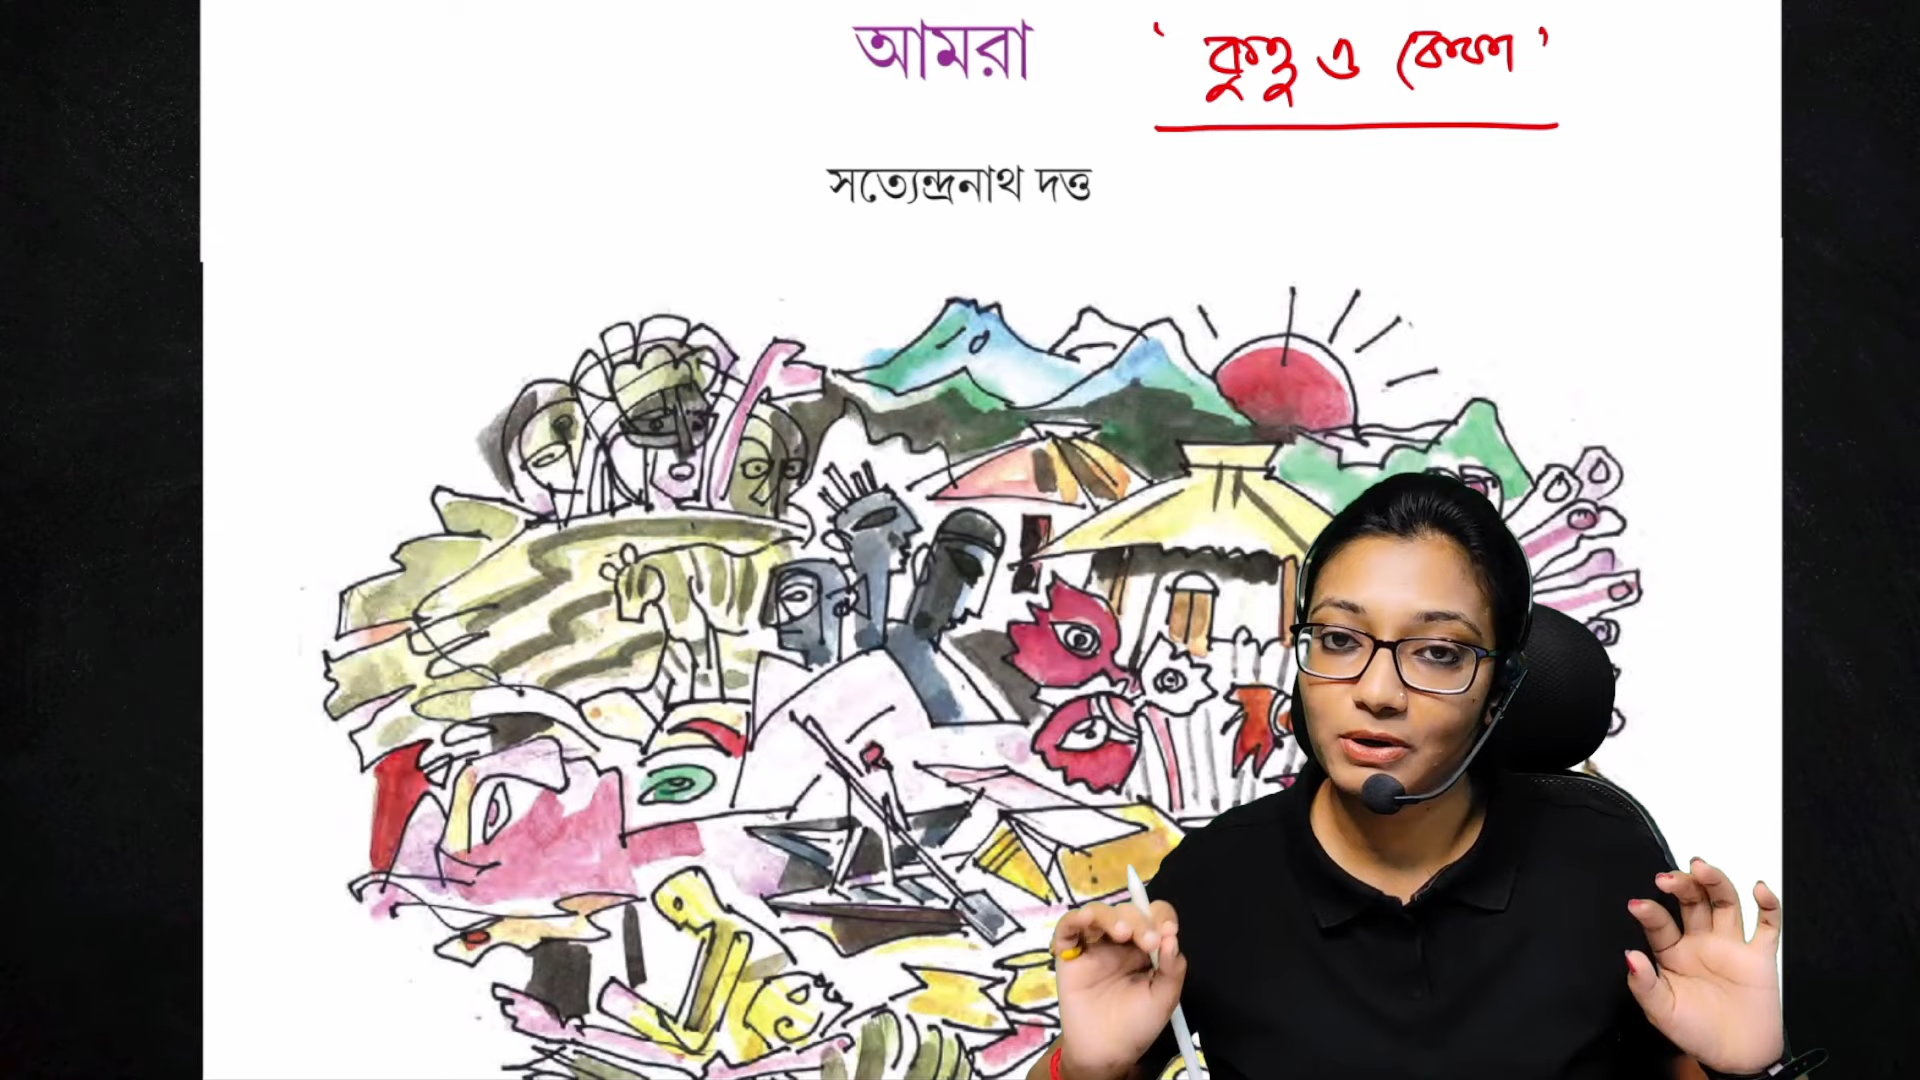 আমরা
‘ কুহু ও কেকা ’
সত্যেন্দ্রনাথ দত্ত